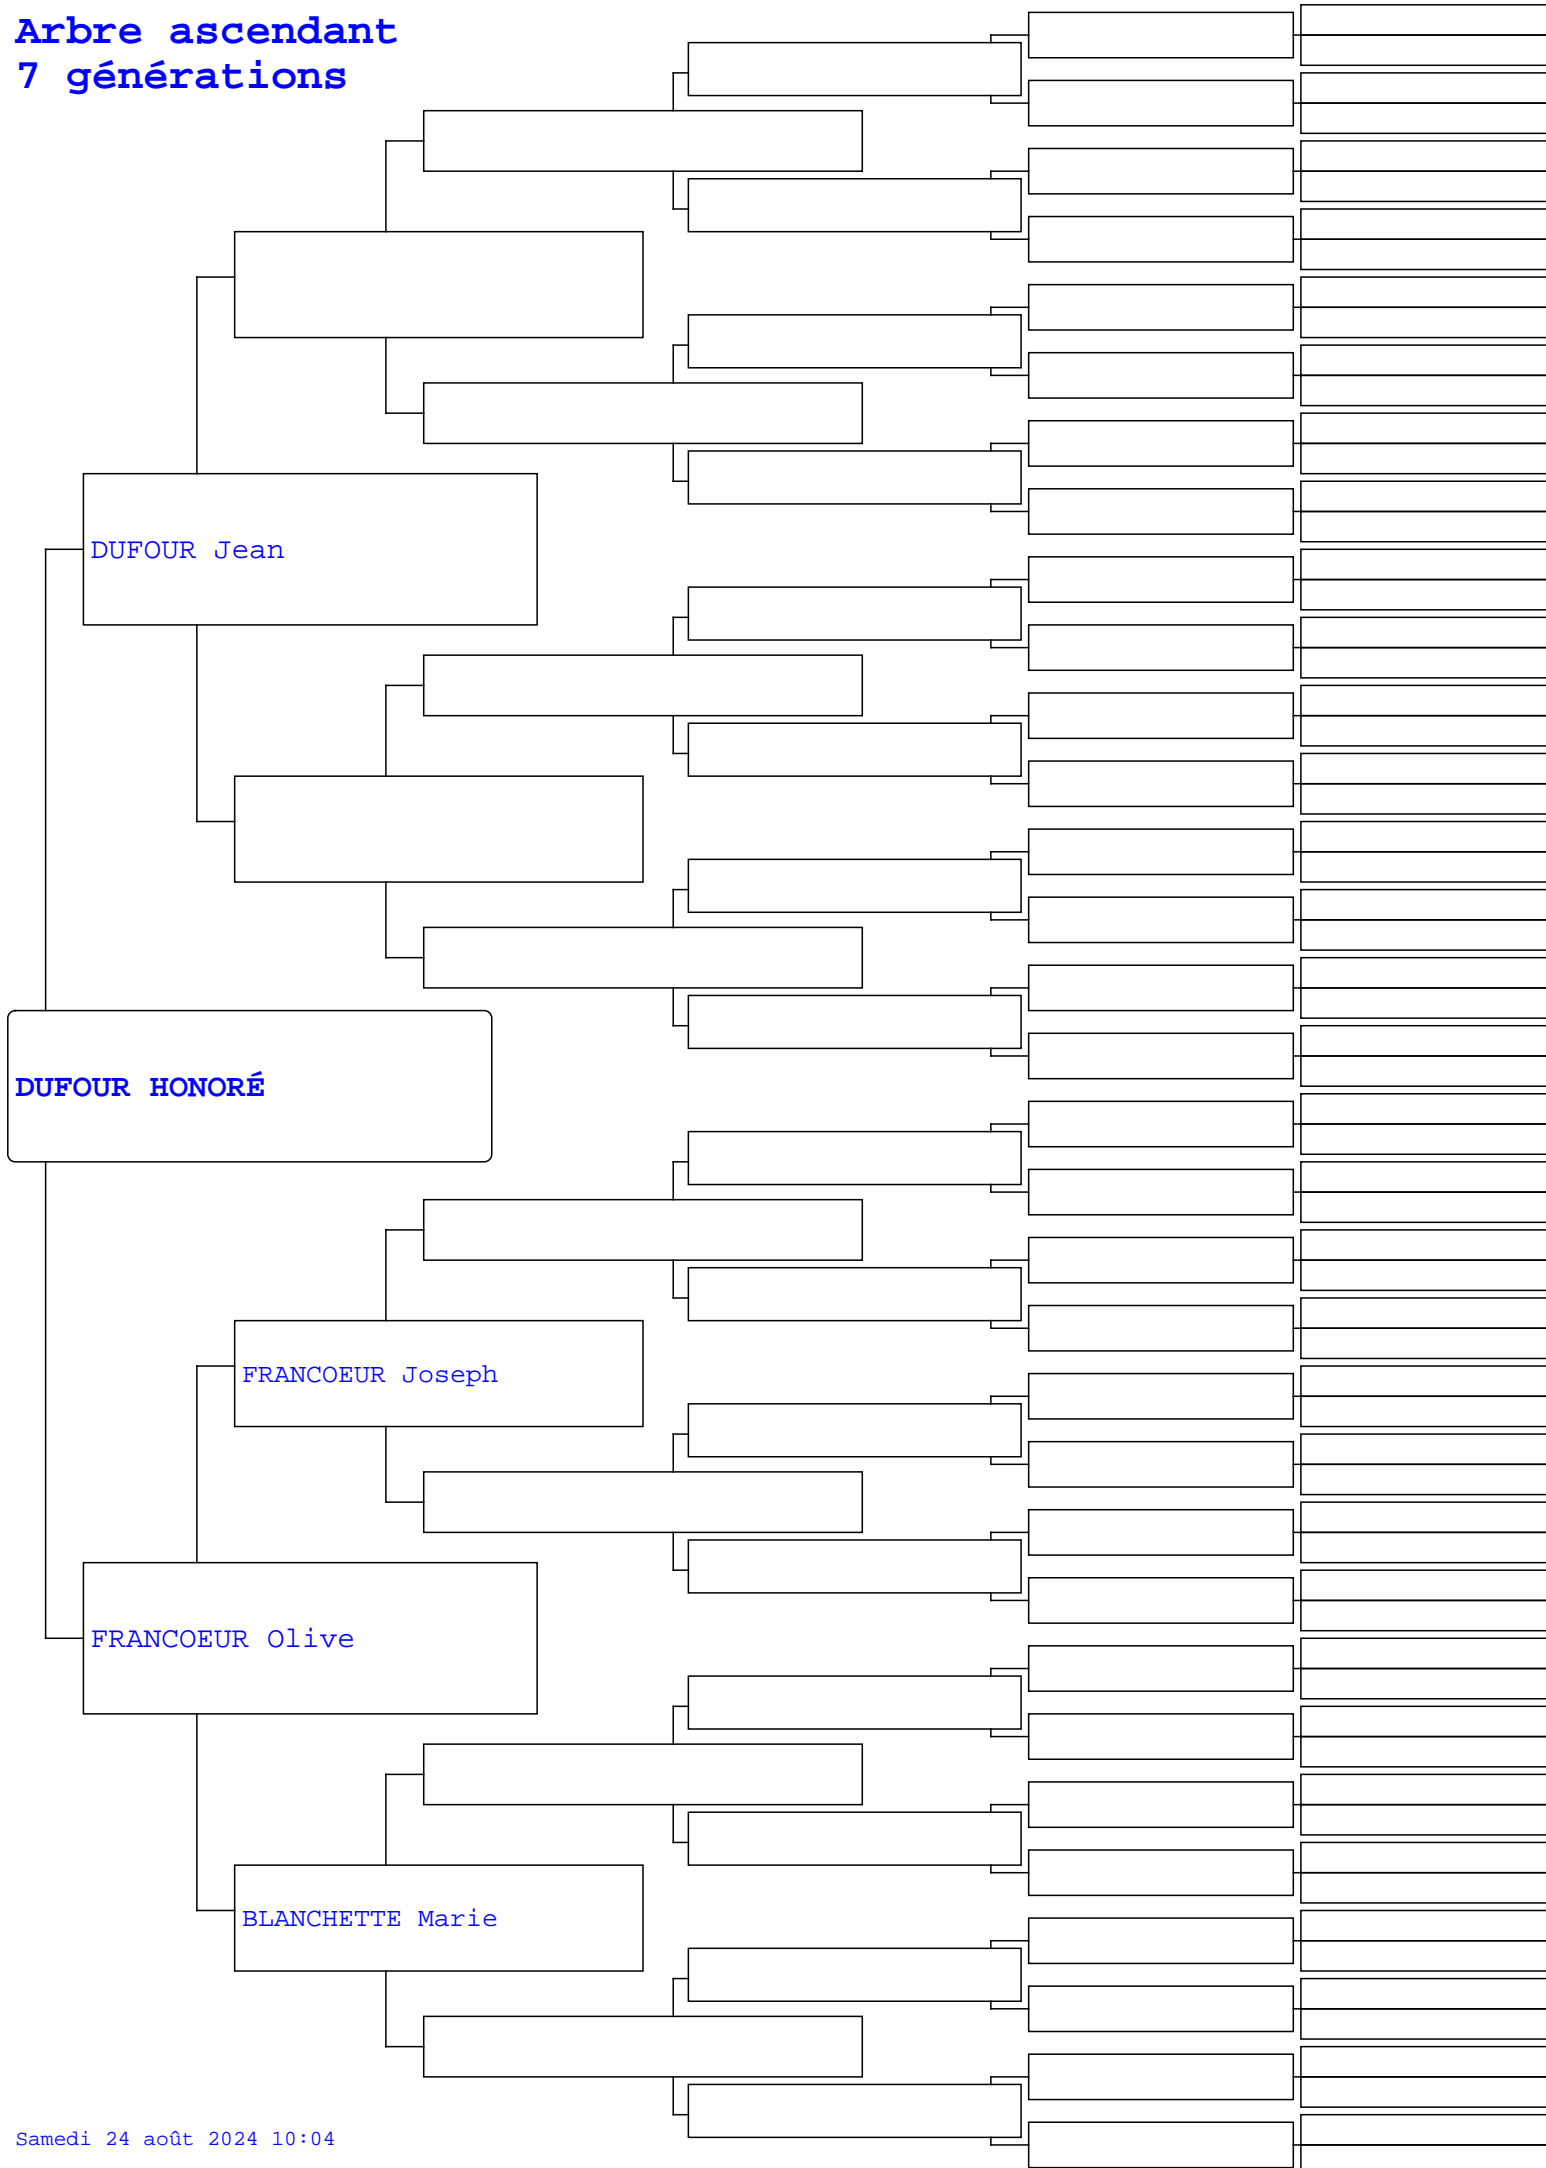 Arbre ascendant
7 générations
DUFOUR Jean
DUFOUR HONORÉ
FRANCOEUR Joseph
FRANCOEUR Olive
BLANCHETTE Marie
Samedi 24 août 2024 10:04